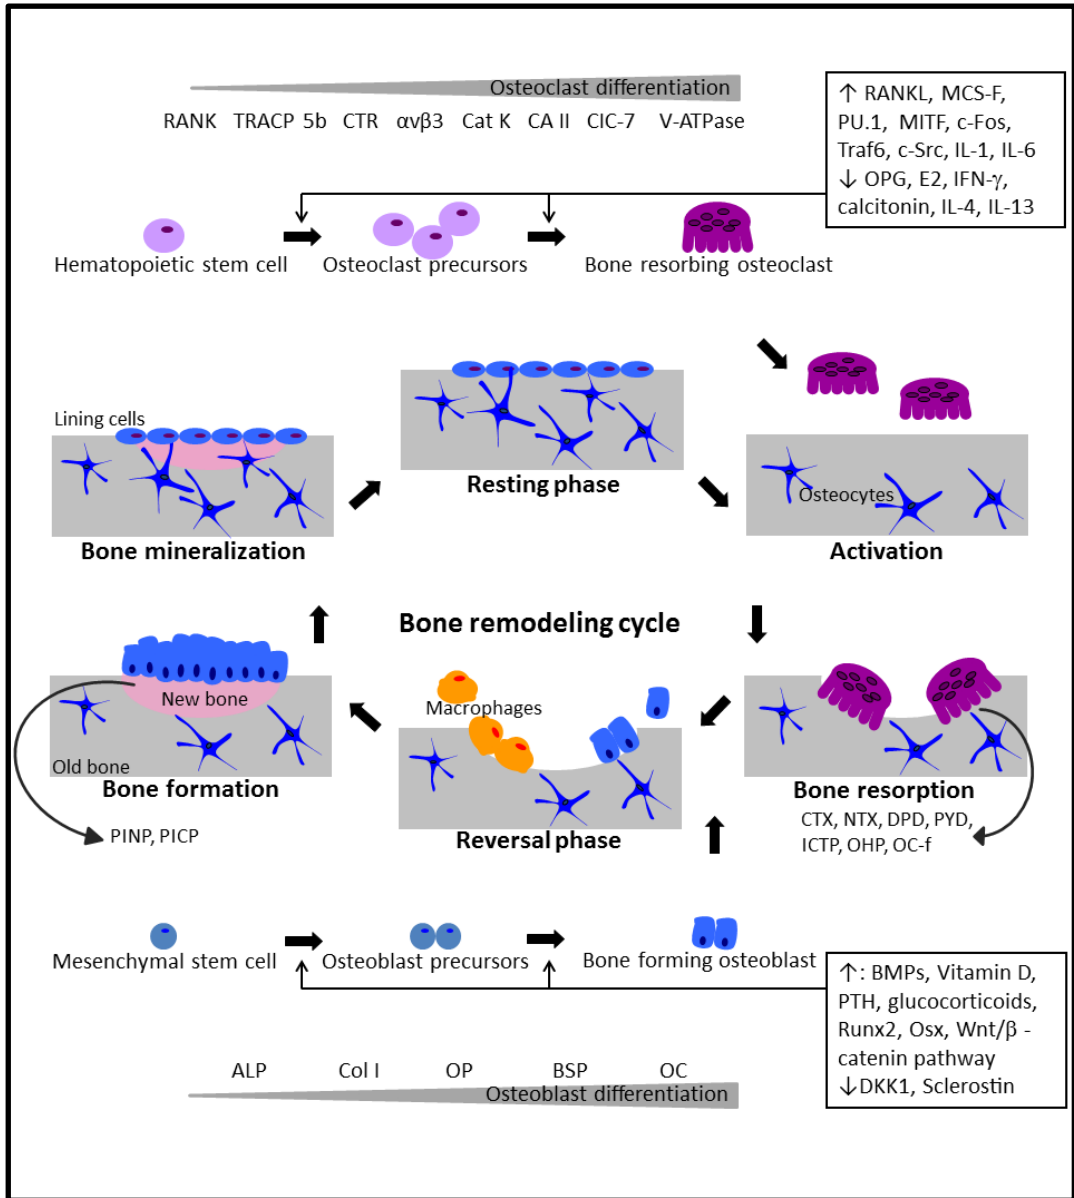 Osteoclast differentiation
RANK TRACP 5b CTR αvβ3 Cat K CA II ClC-7 V-ATPase
↑ RANKL, MCS-F,
PU.1, MITF, c-Fos,
Traf6, c-Src, IL-1, IL-6
↓ OPG, E2, IFN-γ,
calcitonin, IL-4, IL-13
Hematopoietic stem cell Osteoclast precursors Bone resorbing osteoclast
Lining cells
Bone mineralization
Resting phase
Osteocytes
Activation
Bone remodeling cycle
New bone
Old bone
Bone formation
PINP, PICP
Macrophages
Reversal phase
Bone resorption
CTX, NTX, DPD, PYD,
ICTP, OHP, OC-f
Mesenchymal stem cell Osteoblast precursors Bone forming osteoblast
↑: BMPs, Vitamin D,
PTH, glucocorticoids,
Runx2, Osx, Wnt/β -
catenin pathway
↓DKK1, Sclerostin
ALP Col I OP BSP OC
Osteoblast differentiation